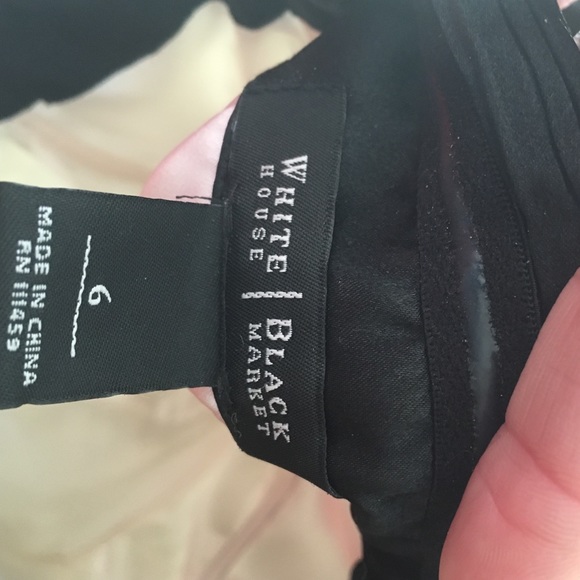 WHITE | BLACK
HOUSE MARKET
6
MADE IN CHINA
RN 111459